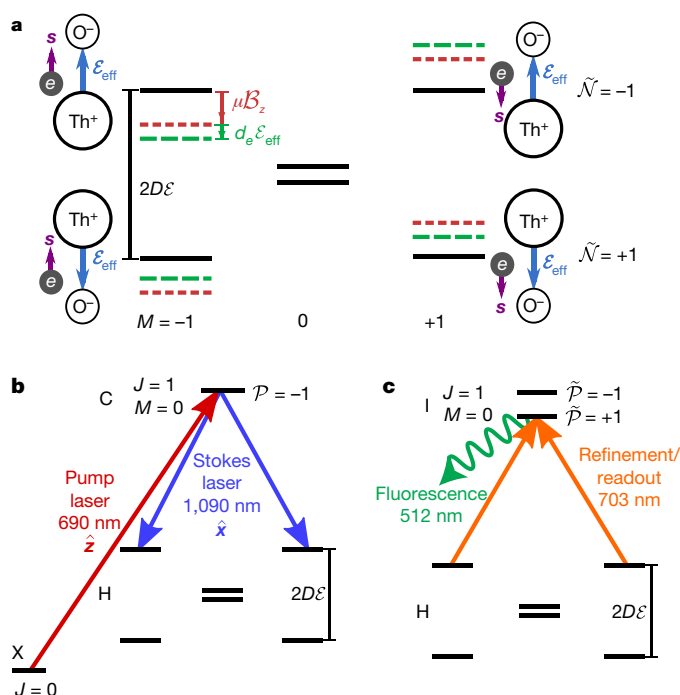 a
O⁻
s
e
ℰeff
Th⁺
μℬz
dₑℰeff
2Dℰ
Th⁺
s
e
ℰeff
O⁻
M = −1
0
+1
O⁻
e
s
ℰeff
Th⁺
𝒩̃ = −1
Th⁺
e
s
ℰeff
O⁻
𝒩̃ = +1
b
C
J = 1
M = 0
𝒫 = −1
Pump
laser
690 nm
ẑ
Stokes
laser
1,090 nm
x̂
H
2Dℰ
X
J = 0
c
I
J = 1
M = 0
𝒫̃ = −1
𝒫̃ = +1
Fluorescence
512 nm
Refinement/
readout
703 nm
H
2Dℰ